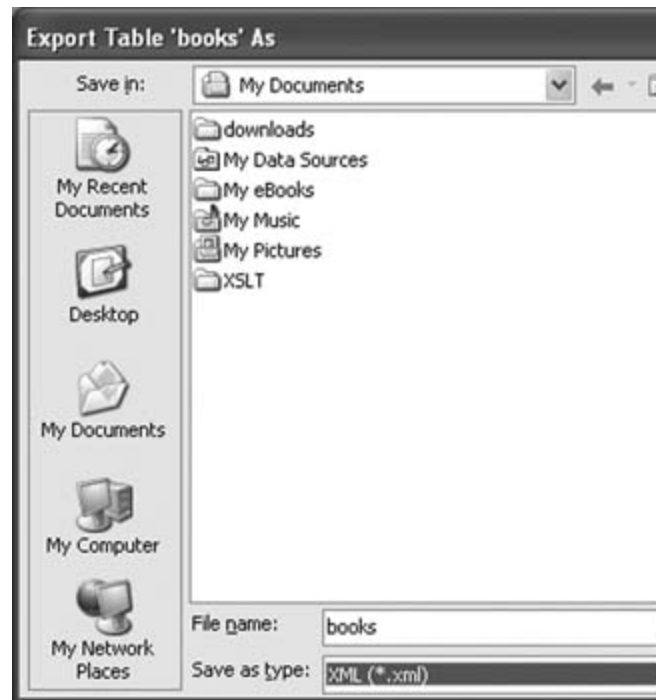 Export Table 'books' As
Save in:
My Documents
My Recent
Documents
Desktop
My Documents
My Computer
My Network
Places
downloads
My Data Sources
My eBooks
My Music
My Pictures
XSLT
File name:
books
Save as type:
XML (*.xml)